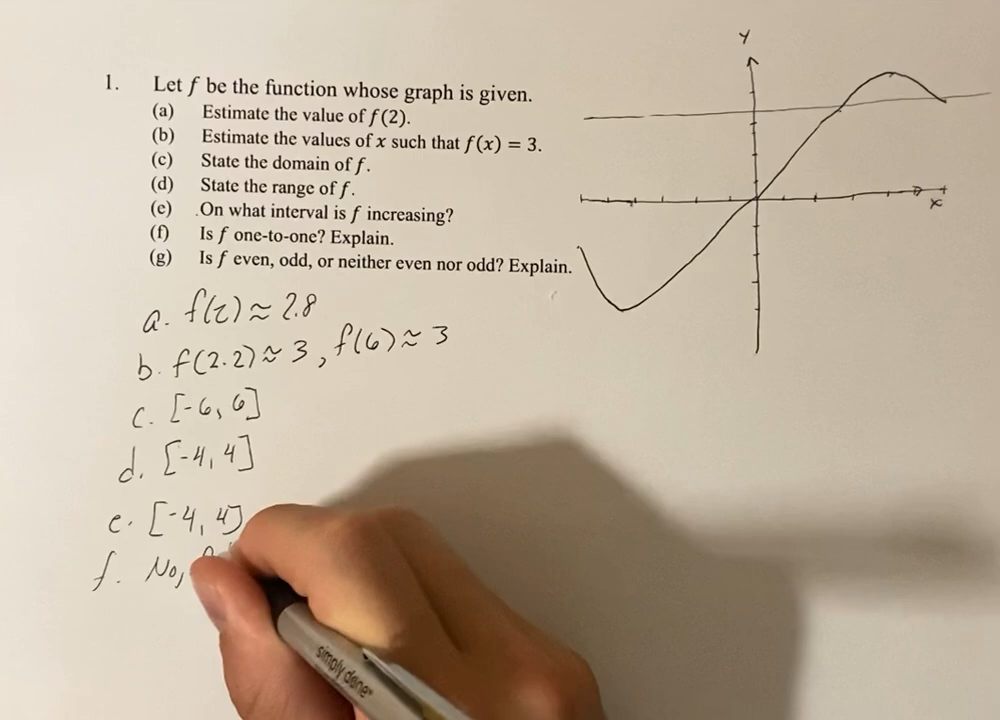 1. Let f be the function whose graph is given.
(a) Estimate the value of f(2).
(b) Estimate the values of x such that f(x) = 3.
(c) State the domain of f.
(d) State the range of f.
(e) On what interval is f increasing?
(f) Is f one-to-one? Explain.
(g) Is f even, odd, or neither even nor odd? Explain.
a. f(2) ≈ 2.8
b. f(2.2) ≈ 3, f(6) ≈ 3
c. [-6, 6]
d. [-4, 4]
e. [-4, 4]
f. No,
Y
x
simply done™